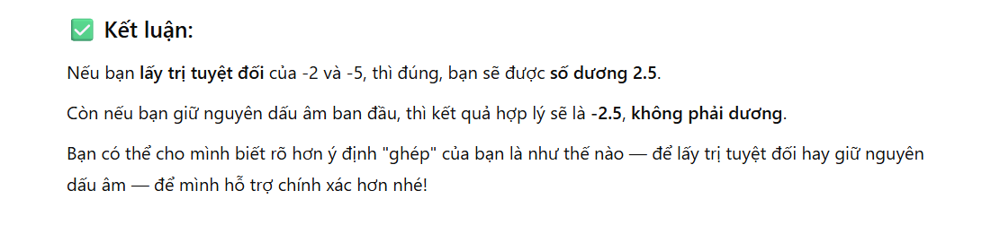 ✅ Kết luận:
Nếu bạn lấy trị tuyệt đối của -2 và -5, thì đúng, bạn sẽ được số dương 2.5.
Còn nếu bạn giữ nguyên dấu âm ban đầu, thì kết quả hợp lý sẽ là -2.5, không phải dương.
Bạn có thể cho mình biết rõ hơn ý định "ghép" của bạn là như thế nào — để lấy trị tuyệt đối hay giữ nguyên
dấu âm — để mình hỗ trợ chính xác hơn nhé!